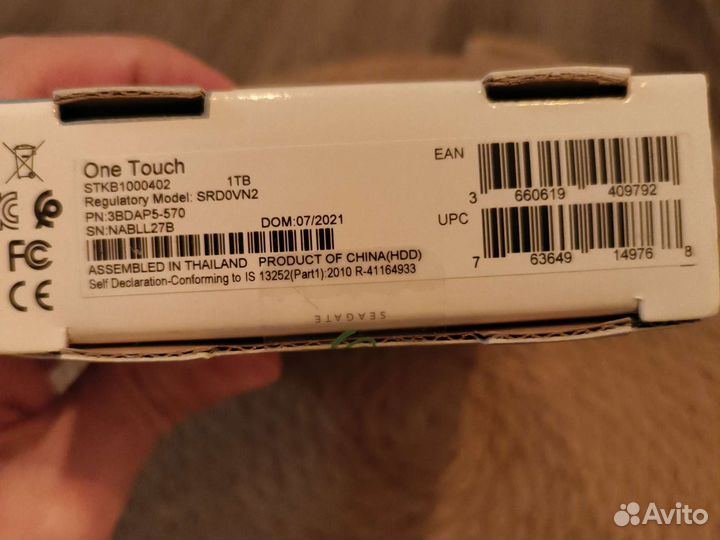 One Touch
STKB1000402 1TB
Regulatory Model: SRD0VN2
PN:3BDAP5-570
SN:NABLL27B DOM:07/2021
ASSEMBLED IN THAILAND PRODUCT OF CHINA(HDD)
Self Declaration-Conforming to IS 13252(Part1):2010 R-41164933
EAN
3 660619 409792
UPC
7 63649 14976 8
FC
CE
SEAGATE
Avito